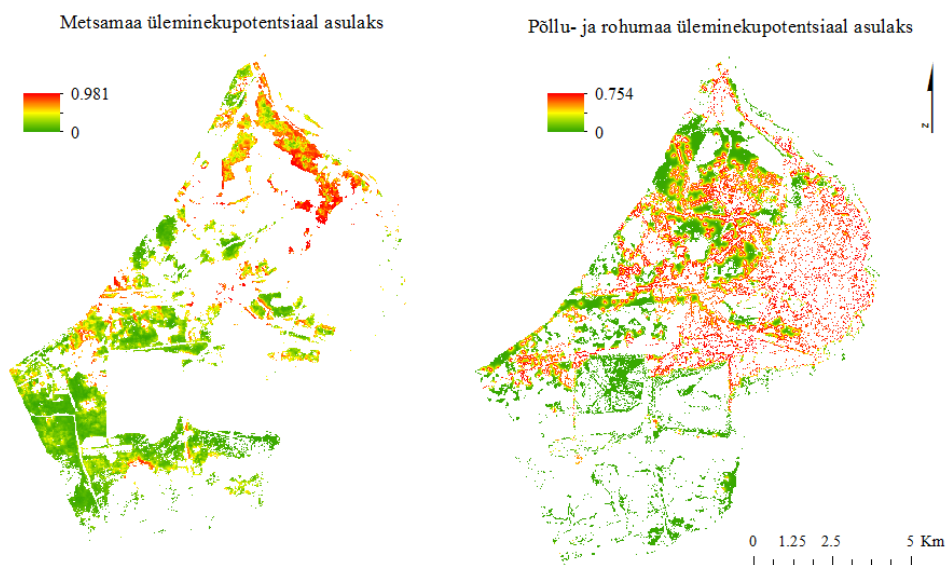 Metsamaa üleminekupotentsiaal asulaks
Põllu- ja rohumaa üleminekupotentsiaal asulaks
0.981
0
0.754
0
N
0 1.25 2.5 5 Km